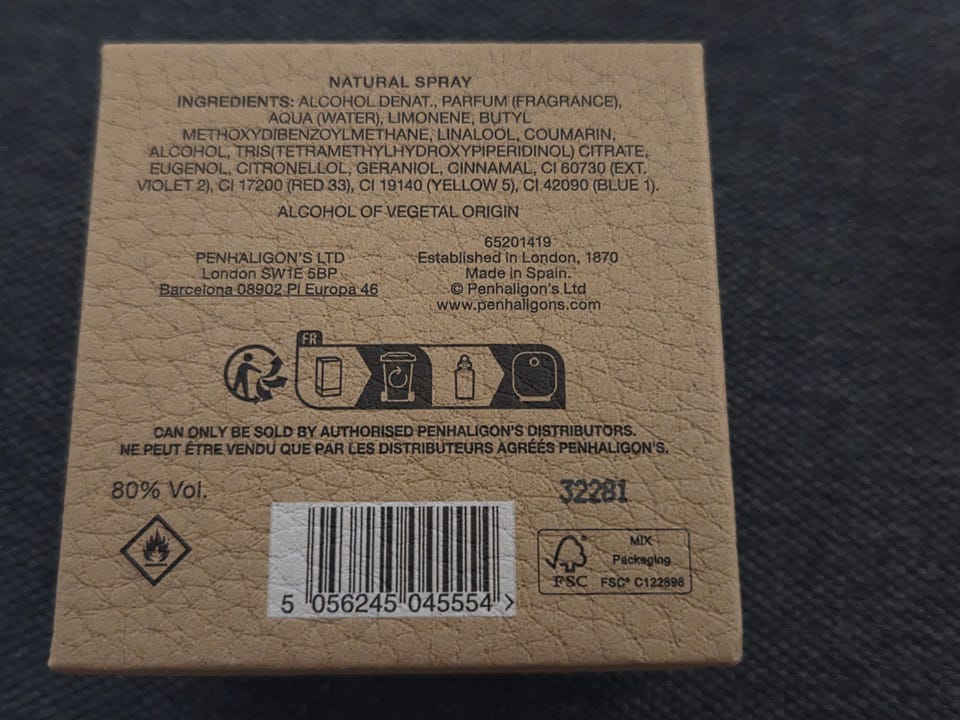 NATURAL SPRAY
INGREDIENTS: ALCOHOL DENAT., PARFUM (FRAGRANCE),
AQUA (WATER), LIMONENE, BUTYL
METHOXYDIBENZOYLMETHANE, LINALOOL, COUMARIN,
ALCOHOL, TRIS(TETRAMETHYLHYDROXYPIPERIDINOL) CITRATE,
EUGENOL, CITRONELLOL, GERANIOL, CINNAMAL, CI 60730 (EXT.
VIOLET 2), CI 17200 (RED 33), CI 19140 (YELLOW 5), CI 42090 (BLUE 1).
ALCOHOL OF VEGETAL ORIGIN
PENHALIGON'S LTD
London SW1E 5BP
Barcelona 08902 Pl Europa 46
65201419
Established in London, 1870
Made in Spain.
© Penhaligon's Ltd
www.penhaligons.com
FR
CAN ONLY BE SOLD BY AUTHORISED PENHALIGON'S DISTRIBUTORS.
NE PEUT ÊTRE VENDU QUE PAR LES DISTRIBUTEURS AGRÉÉS PENHALIGON'S.
80% Vol.
32281
5 056245 045554 >
FSC
MIX
Packaging
FSC® C122898